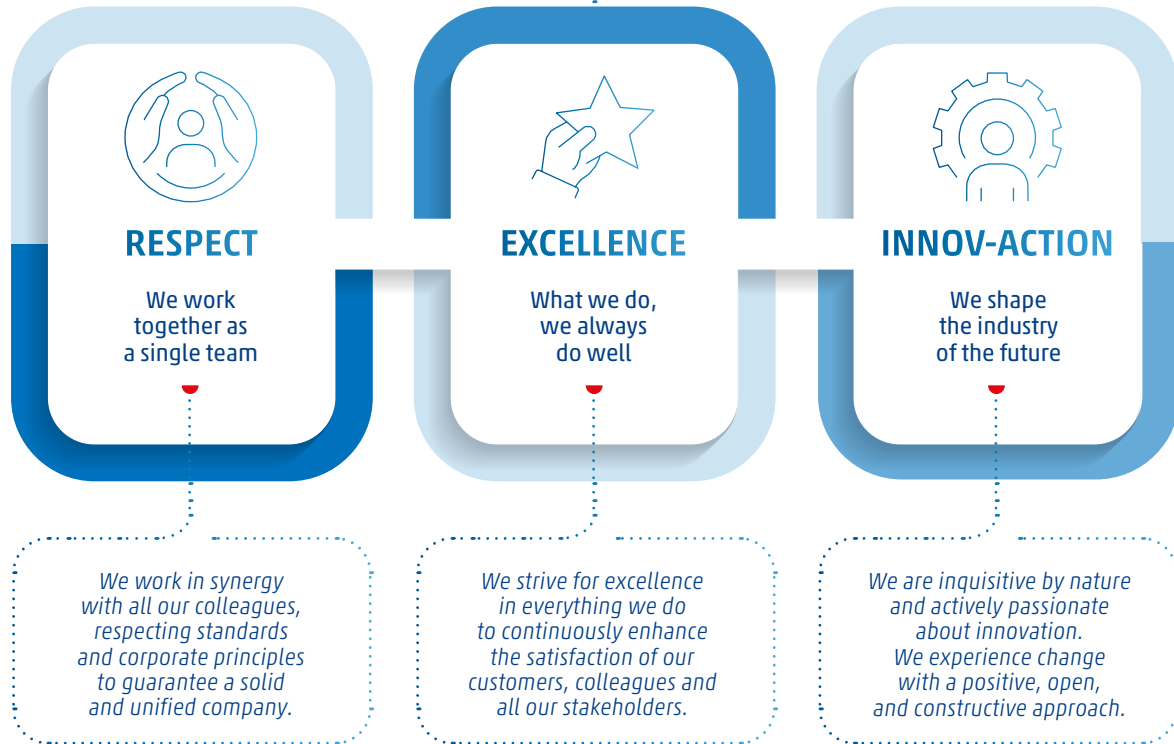 RESPECT
We work
together as
a single team
EXCELLENCE
What we do,
we always
do well
INNOV-ACTION
We shape
the industry
of the future
We work in synergy
with all our colleagues,
respecting standards
and corporate principles
to guarantee a solid
and unified company.
We strive for excellence
in everything we do
to continuously enhance
the satisfaction of our
customers, colleagues and
all our stakeholders.
We are inquisitive by nature
and actively passionate
about innovation.
We experience change
with a positive, open,
and constructive approach.